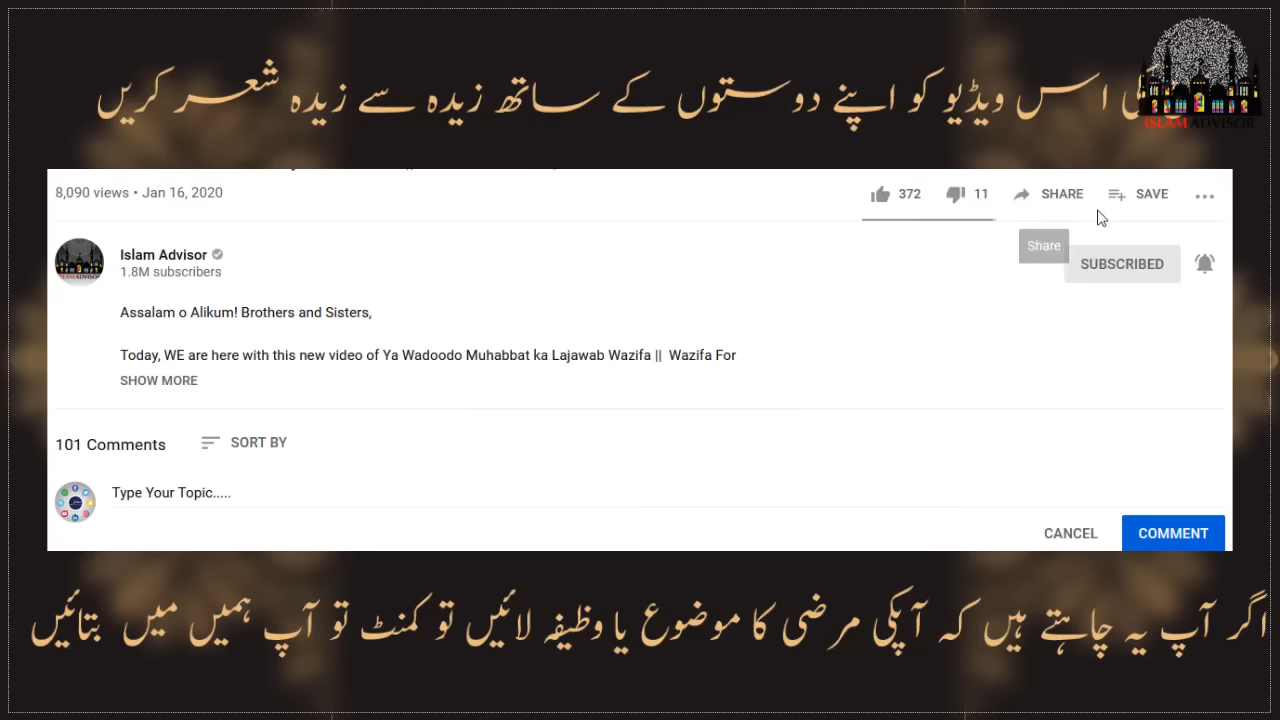 اس ویڈیو کو اپنے دوستوں کے ساتھ زیدہ سے زیدہ شعر کریں
ISLAM ADVISOR
8,090 views • Jan 16, 2020
372
11
SHARE
SAVE
Share
Islam Advisor
1.8M subscribers
SUBSCRIBED
Assalam o Alikum! Brothers and Sisters,
Today, WE are here with this new video of Ya Wadoodo Muhabbat ka Lajawab Wazifa || Wazifa For
SHOW MORE
101 Comments
SORT BY
Type Your Topic.....
CANCEL
COMMENT
اگر آپ یہ چاہتے ہیں کہ آپکی مرضی کا موضوع یا وظیفہ لائیں تو کمنٹ تو آپ ہمیں میں بتائیں